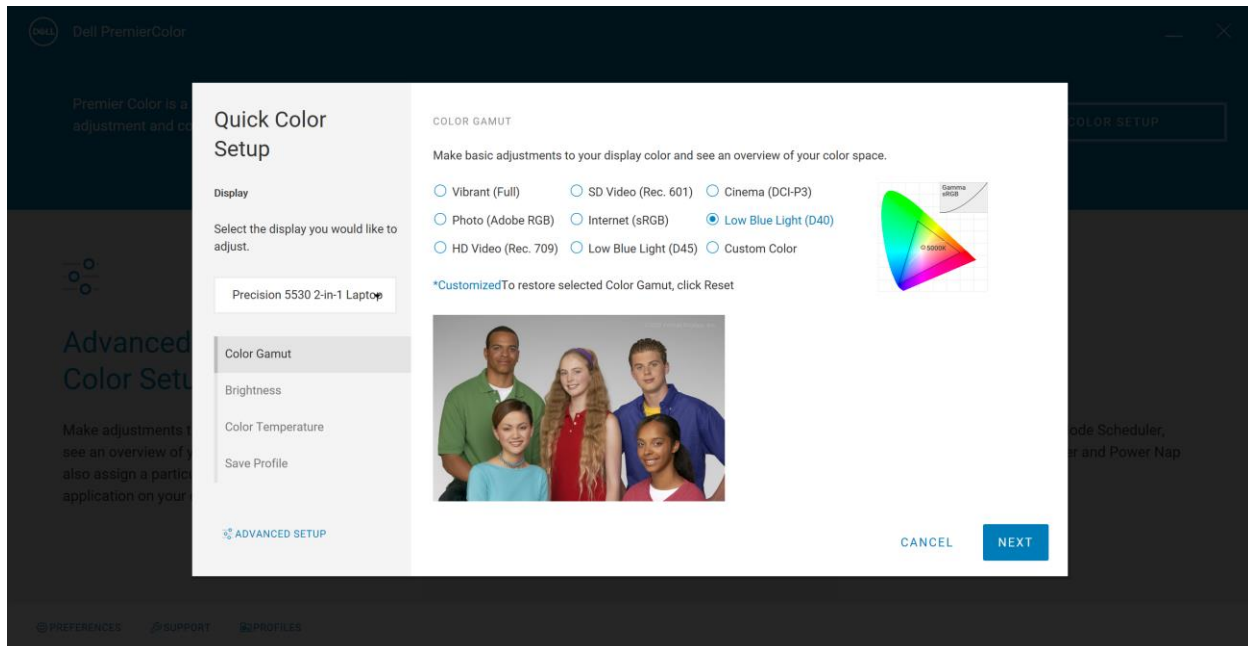 DELL
Dell PremierColor
Premier Color is a
adjustment and co
COLOR SETUP
Quick Color
Setup
Display
Select the display you would like to
adjust.
Precision 5530 2-in-1 Laptop
Color Gamut
Brightness
Color Temperature
Save Profile
ADVANCED SETUP
COLOR GAMUT
Make basic adjustments to your display color and see an overview of your color space.
Vibrant (Full) SD Video (Rec. 601) Cinema (DCI-P3)
Photo (Adobe RGB) Internet (sRGB) Low Blue Light (D40)
HD Video (Rec. 709) Low Blue Light (D45) Custom Color
*CustomizedTo restore selected Color Gamut, click Reset
Gamma
sRGB
5000K
CANCEL NEXT
Advanced
Color Setu
Make adjustments t
see an overview of y
also assign a partic
application on your
ode Scheduler,
er and Power Nap
PREFERENCES SUPPORT PROFILES